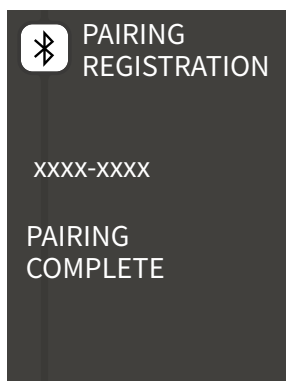 PAIRING
REGISTRATION
xxxx-xxxx
PAIRING
COMPLETE